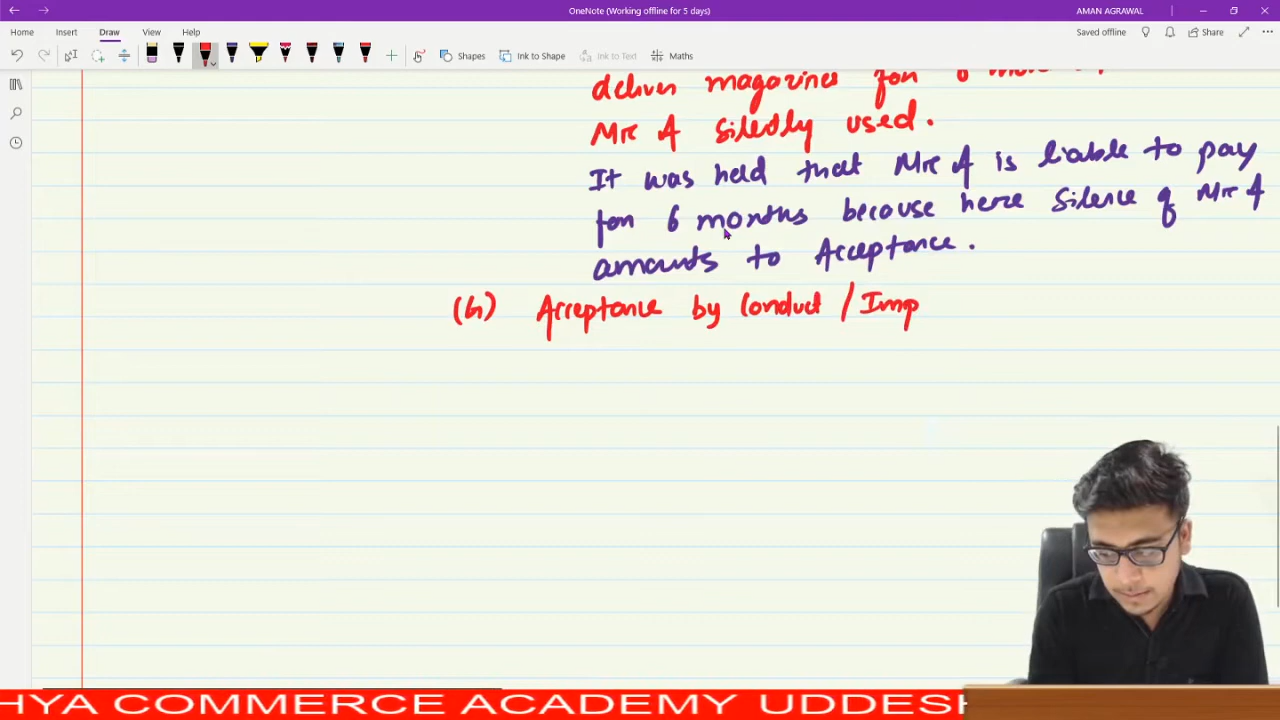 OneNote (Working offline for 5 days)
AMAN AGRAWAL
Home Insert Draw View Help
Saved offline
Share
Shapes
Ink to Shape
Ink to Text
Maths
deliver magazines for 6
Mr A Silently used.
It was held that Mr A is liable to pay
for 6 months because here Silence of Mr A
amounts to Acceptance.
Acceptance by Conduct / Imp
HYA COMMERCE ACADEMY UDDESH